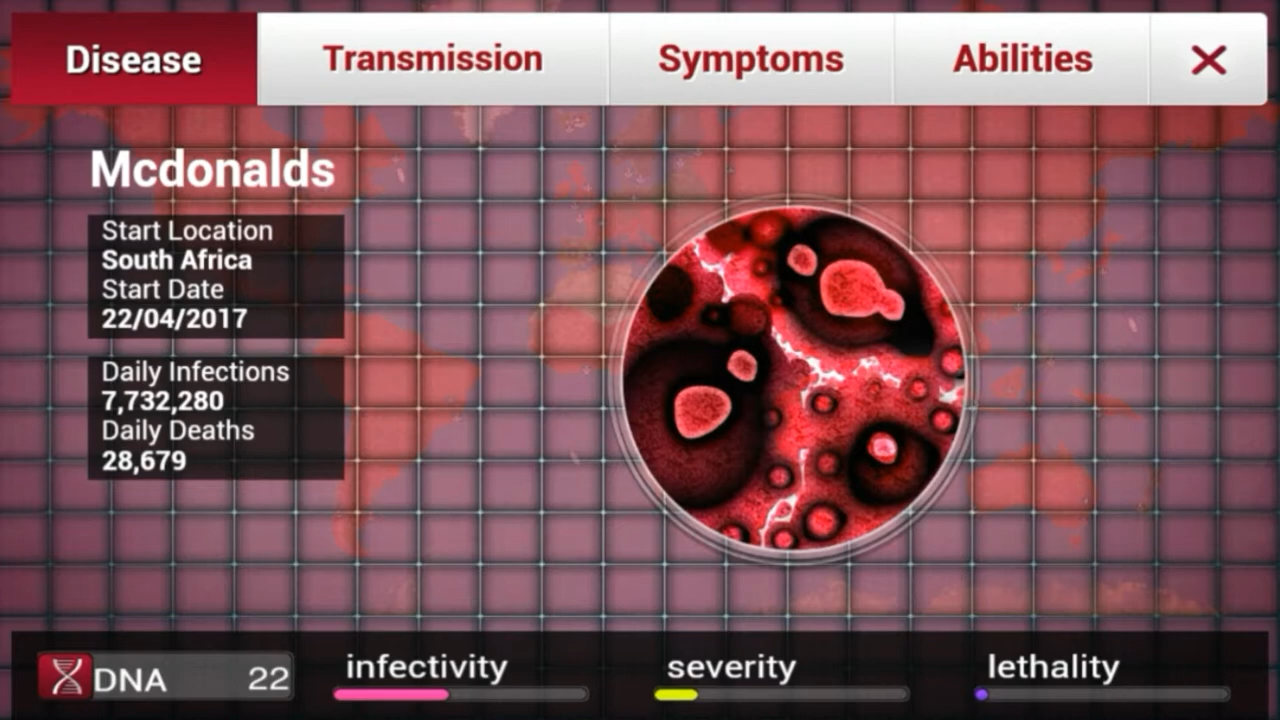 Disease
Transmission
Symptoms
Abilities
X
Mcdonalds
Start Location
South Africa
Start Date
22/04/2017
Daily Infections
7,732,280
Daily Deaths
28,679
DNA 22
infectivity
severity
lethality